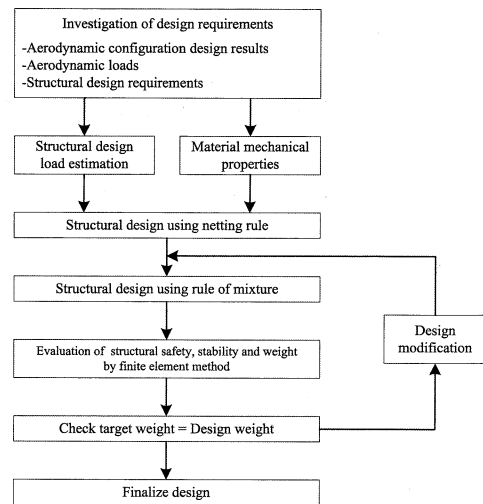 Investigation of design requirements
-Aerodynamic configuration design results
-Aerodynamic loads
-Structural design requirements
Structural design
load estimation
Material mechanical
properties
Structural design using netting rule
Structural design using rule of mixture
Evaluation of structural safety, stability and weight
by finite element method
Design
modification
Check target weight = Design weight
Finalize design